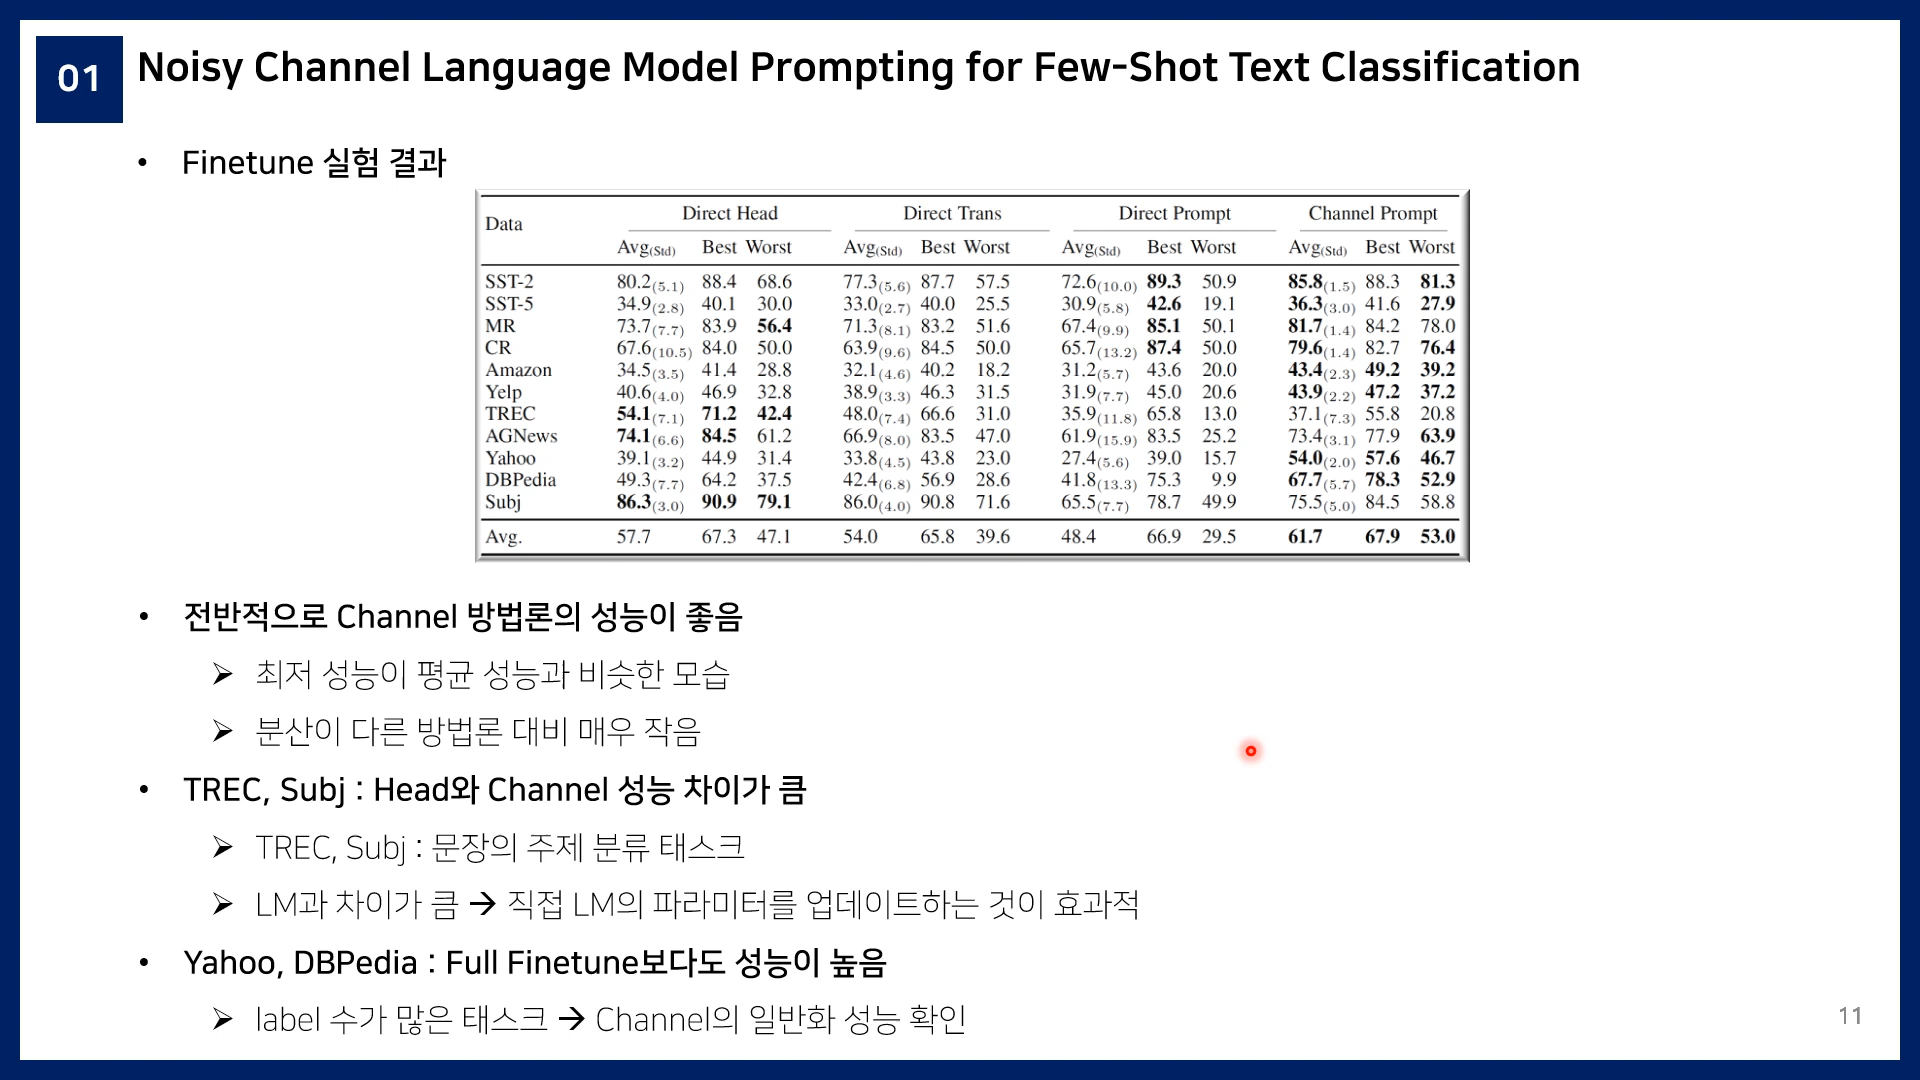 01
Noisy Channel Language Model Prompting for Few-Shot Text Classification
• Finetune 실험 결과
Data Direct Head Direct Trans Direct Prompt Channel Prompt
Avg(Std) Best Worst Avg(Std) Best Worst Avg(Std) Best Worst Avg(Std) Best Worst
SST-2 80.2(5.1) 88.4 68.6 77.3(5.6) 87.7 57.5 72.6(10.0) 89.3 50.9 85.8(1.5) 88.3 81.3
SST-5 34.9(2.8) 40.1 30.0 33.0(2.7) 40.0 25.5 30.9(5.8) 42.6 19.1 36.3(3.0) 41.6 27.9
MR 73.7(7.7) 83.9 56.4 71.3(8.1) 83.2 51.6 67.4(9.9) 85.1 50.1 81.7(1.4) 84.2 78.0
CR 67.6(10.5) 84.0 50.0 63.9(9.6) 84.5 50.0 65.7(13.2) 87.4 50.0 79.6(1.4) 82.7 76.4
Amazon 34.5(3.5) 41.4 28.8 32.1(4.6) 40.2 18.2 31.2(5.7) 43.6 20.0 43.4(2.3) 49.2 39.2
Yelp 40.6(4.0) 46.9 32.8 38.9(3.3) 46.3 31.5 31.9(7.7) 45.0 20.6 43.9(2.2) 47.2 37.2
TREC 54.1(7.1) 71.2 42.4 48.0(7.4) 66.6 31.0 35.9(11.8) 65.8 13.0 37.1(7.3) 55.8 20.8
AGNews 74.1(6.6) 84.5 61.2 66.9(8.0) 83.5 47.0 61.9(15.9) 83.5 25.2 73.4(3.1) 77.9 63.9
Yahoo 39.1(3.2) 44.9 31.4 33.8(4.5) 43.8 23.0 27.4(5.6) 39.0 15.7 54.0(2.0) 57.6 46.7
DBPedia 49.3(7.7) 64.2 37.5 42.4(6.8) 56.9 28.6 41.8(13.3) 75.3 9.9 67.7(5.7) 78.3 52.9
Subj 86.3(3.0) 90.9 79.1 86.0(4.0) 90.8 71.6 65.5(7.7) 78.7 49.9 75.5(5.0) 84.5 58.8
Avg. 57.7 67.3 47.1 54.0 65.8 39.6 48.4 66.9 29.5 61.7 67.9 53.0
• 전반적으로 Channel 방법론의 성능이 좋음
➢ 최저 성능이 평균 성능과 비슷한 모습
➢ 분산이 다른 방법론 대비 매우 작음
• TREC, Subj : Head와 Channel 성능 차이가 큼
➢ TREC, Subj : 문장의 주제 분류 태스크
➢ LM과 차이가 큼 → 직접 LM의 파라미터를 업데이트하는 것이 효과적
• Yahoo, DBPedia : Full Finetune보다도 성능이 높음
➢ label 수가 많은 태스크 → Channel의 일반화 성능 확인
11